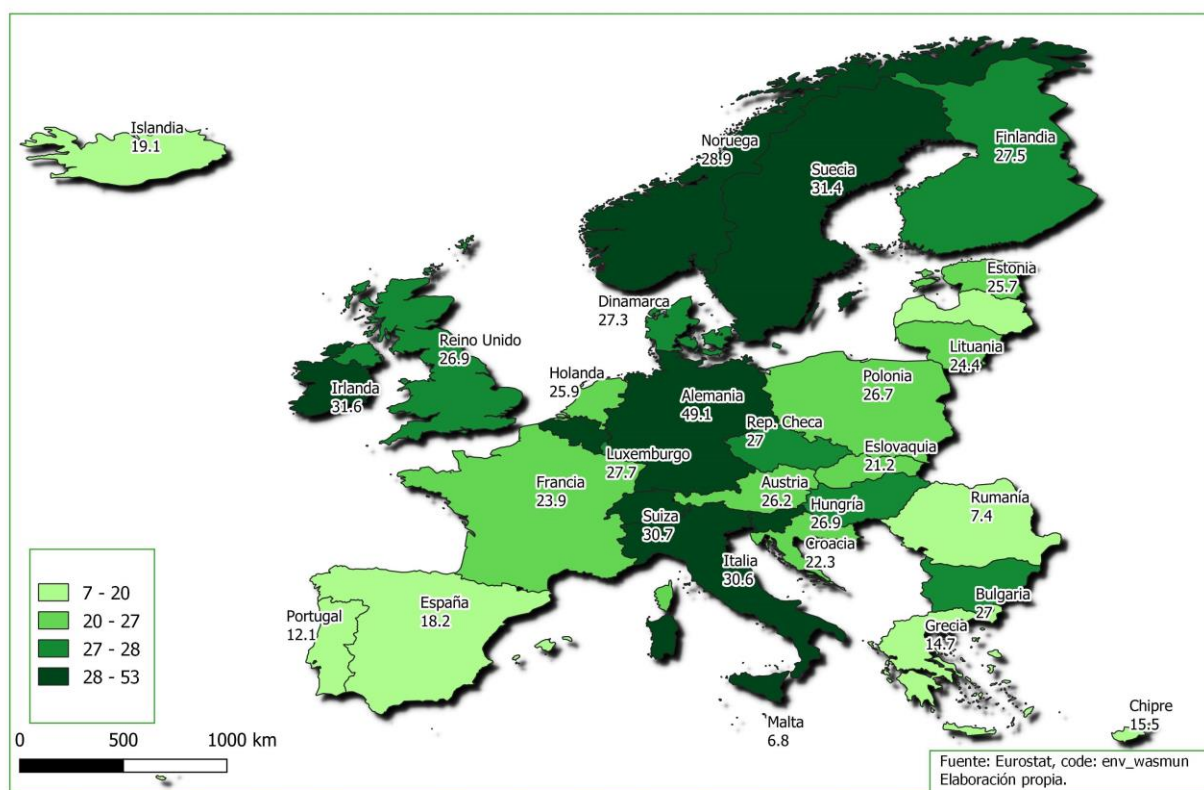 Islandia
19.1
Noruega
28.9
Suecia
31.4
Finlandia
27.5
Estonia
25.7
Dinamarca
27.3
Lituania
24.4
Reino Unido
26.9
Irlanda
31.6
Holanda
25.9
Alemania
49.1
Polonia
26.7
Rep. Checa
27
Eslovaquia
21.2
Luxemburgo
27.7
Francia
23.9
Austria
26.2
Hungría
26.9
Rumanía
7.4
Suiza
30.7
Croacia
22.3
Italia
30.6
Bulgaria
27
Portugal
12.1
España
18.2
Grecia
14.7
Malta
6.8
Chipre
15.5
7 - 20
20 - 27
27 - 28
28 - 53
0 500 1000 km
Fuente: Eurostat, code: env_wasmun
Elaboración propia.